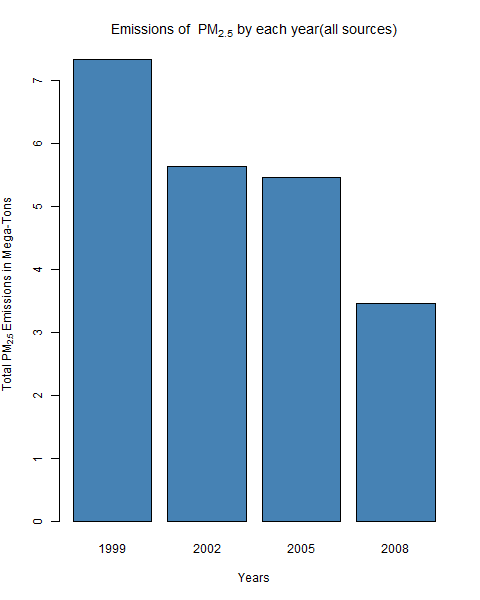 Emissions of  PM2.5 by each year(all sources)
Total PM2.5 Emissions in Mega-Tons
7
6
5
4
3
2
1
0
1999 2002 2005 2008
Years